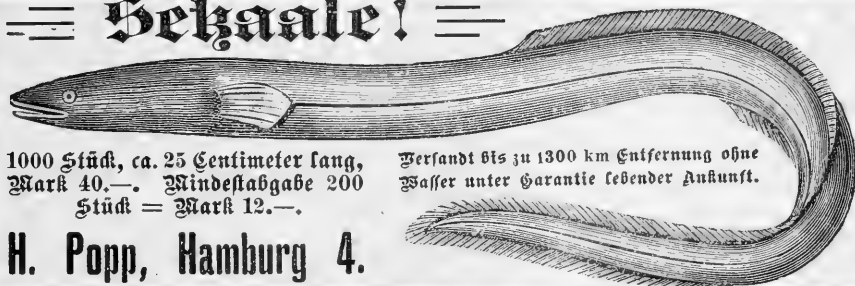 Setzaale!
1000 Stück, ca. 25 Centimeter lang,
Mark 40.—. Mindestabgabe 200
Stück = Mark 12.—.
Versandt bis zu 1300 km Entfernung ohne
Wasser unter Garantie lebender Ankunft.
H. Popp, Hamburg 4.